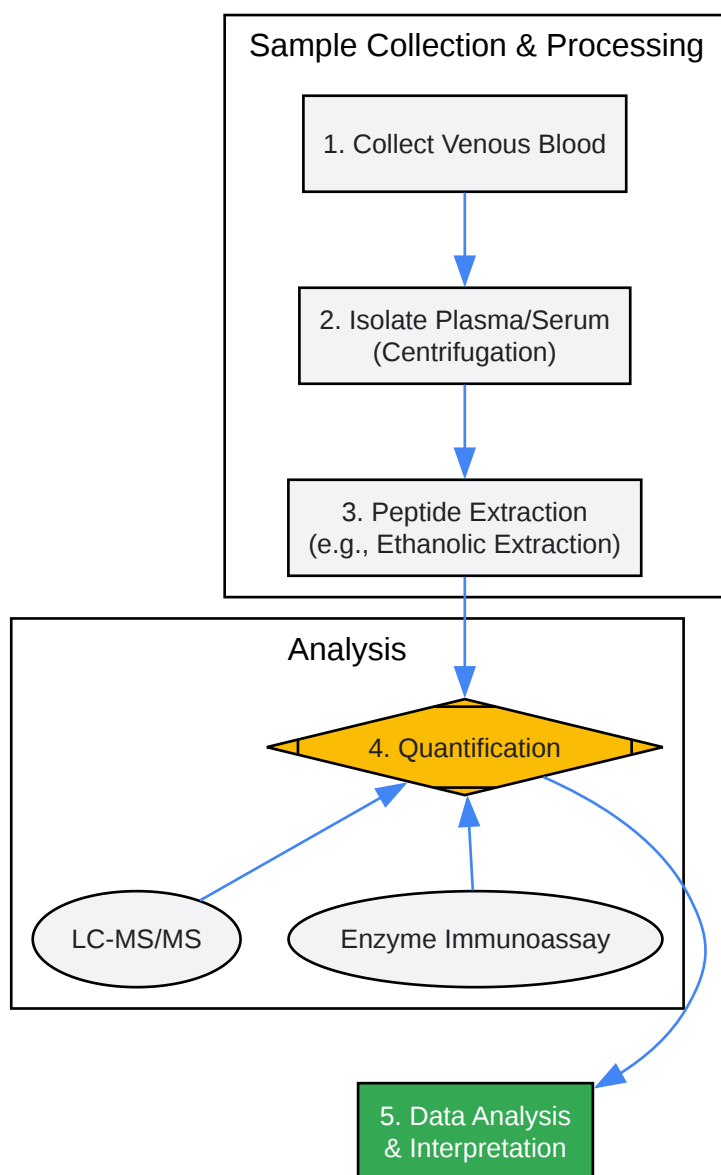 Sample Collection & Processing
1. Collect Venous Blood
2. Isolate Plasma/Serum
(Centrifugation)
3. Peptide Extraction
(e.g., Ethanolic Extraction)
Analysis
4. Quantification
LC-MS/MS
Enzyme Immunoassay
5. Data Analysis
& Interpretation